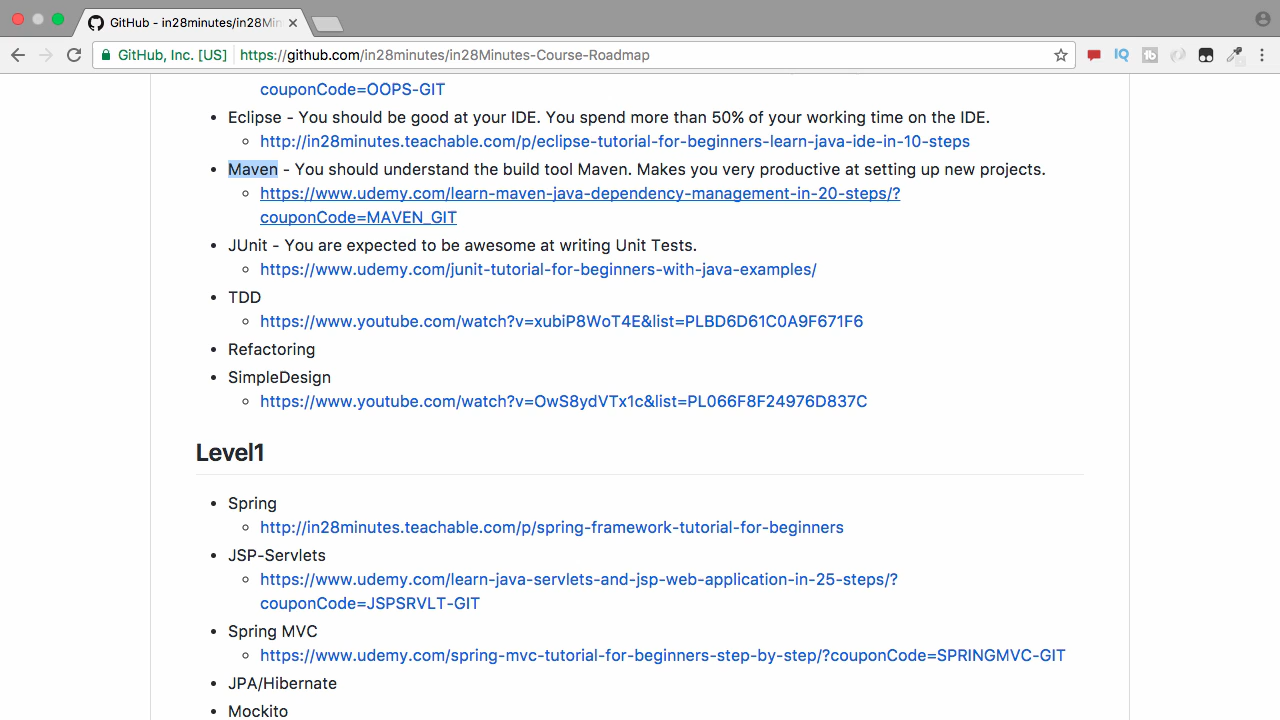 GitHub - in28minutes/in28Min
GitHub, Inc. [US] https://github.com/in28minutes/in28Minutes-Course-Roadmap
couponCode=OOPS-GIT
Eclipse - You should be good at your IDE. You spend more than 50% of your working time on the IDE.
http://in28minutes.teachable.com/p/eclipse-tutorial-for-beginners-learn-java-ide-in-10-steps
Maven - You should understand the build tool Maven. Makes you very productive at setting up new projects.
https://www.udemy.com/learn-maven-java-dependency-management-in-20-steps/?
couponCode=MAVEN_GIT
JUnit - You are expected to be awesome at writing Unit Tests.
https://www.udemy.com/junit-tutorial-for-beginners-with-java-examples/
TDD
https://www.youtube.com/watch?v=xubiP8WoT4E&list=PLBD6D61C0A9F671F6
Refactoring
SimpleDesign
https://www.youtube.com/watch?v=OwS8ydVTx1c&list=PL066F8F24976D837C
Level1
Spring
http://in28minutes.teachable.com/p/spring-framework-tutorial-for-beginners
JSP-Servlets
https://www.udemy.com/learn-java-servlets-and-jsp-web-application-in-25-steps/?
couponCode=JSPSRVLT-GIT
Spring MVC
https://www.udemy.com/spring-mvc-tutorial-for-beginners-step-by-step/?couponCode=SPRINGMVC-GIT
JPA/Hibernate
Mockito